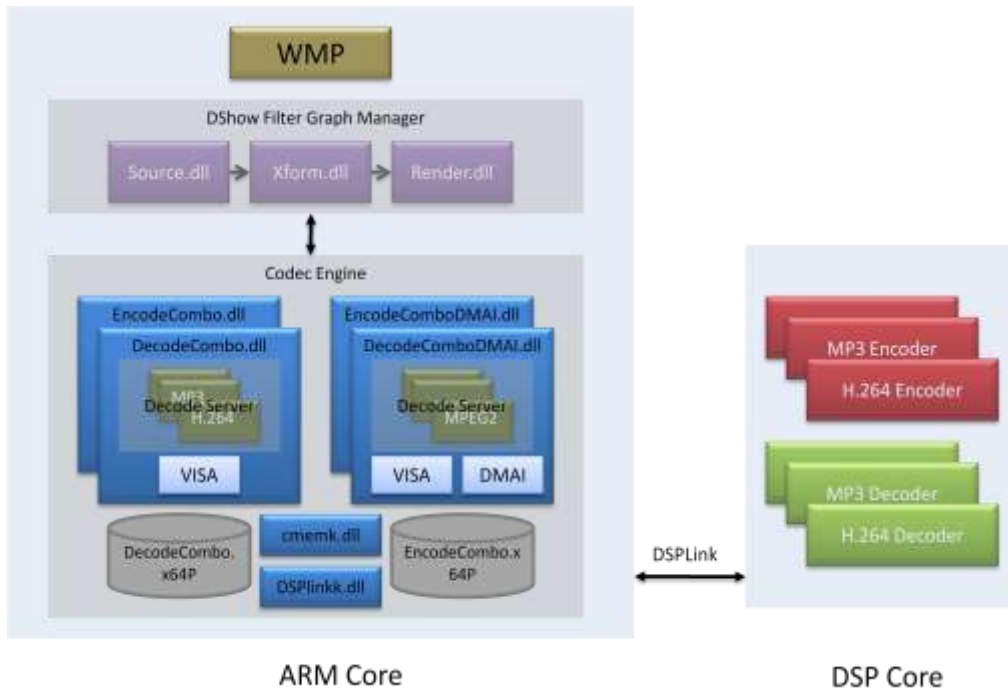 WMP
DShow Filter Graph Manager
Source.dll
Xform.dll
Render.dll
Codec Engine
EncodeCombo.dll
DecodeCombo.dll
MP3
Decode Server
H.264
VISA
EncodeComboDMAI.dll
DecodeComboDMAI.dll
Decode Server
MPEG2
VISA
DMAI
DecodeCombo.
x64P
cmemk.dll
DSPlinkk.dll
EncodeCombo.x
64P
DSPLink
MP3 Encoder
H.264 Encoder
MP3 Decoder
H.264 Decoder
ARM Core
DSP Core